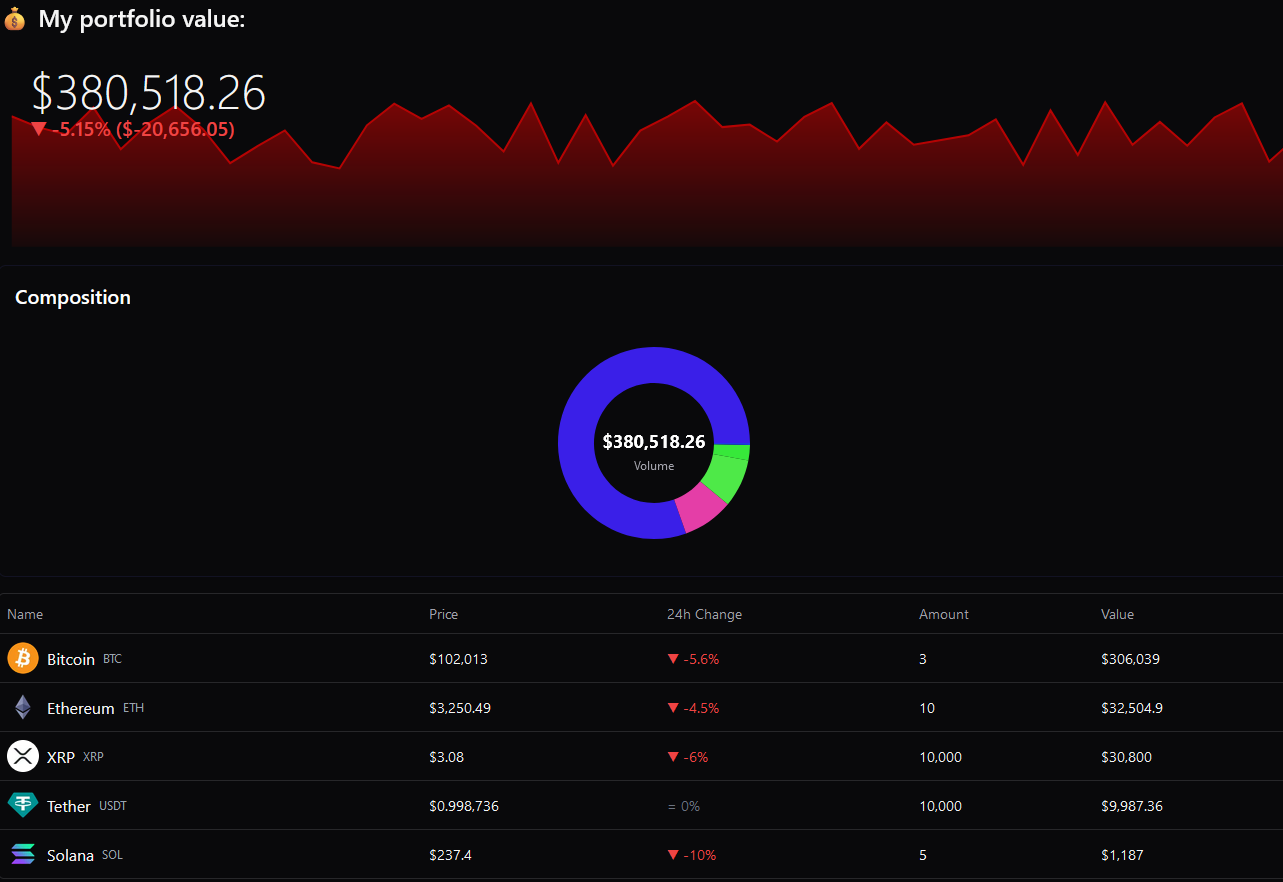 My portfolio value:
$380,518.26
▼ -5.15% ($-20,656.05)
Composition
$380,518.26
Volume
Name Price 24h Change Amount Value
Bitcoin BTC $102,013 ▼ -5.6% 3 $306,039
Ethereum ETH $3,250.49 ▼ -4.5% 10 $32,504.9
XRP XRP $3.08 ▼ -6% 10,000 $30,800
Tether USDT $0.998,736 = 0% 10,000 $9,987.36
Solana SOL $237.4 ▼ -10% 5 $1,187